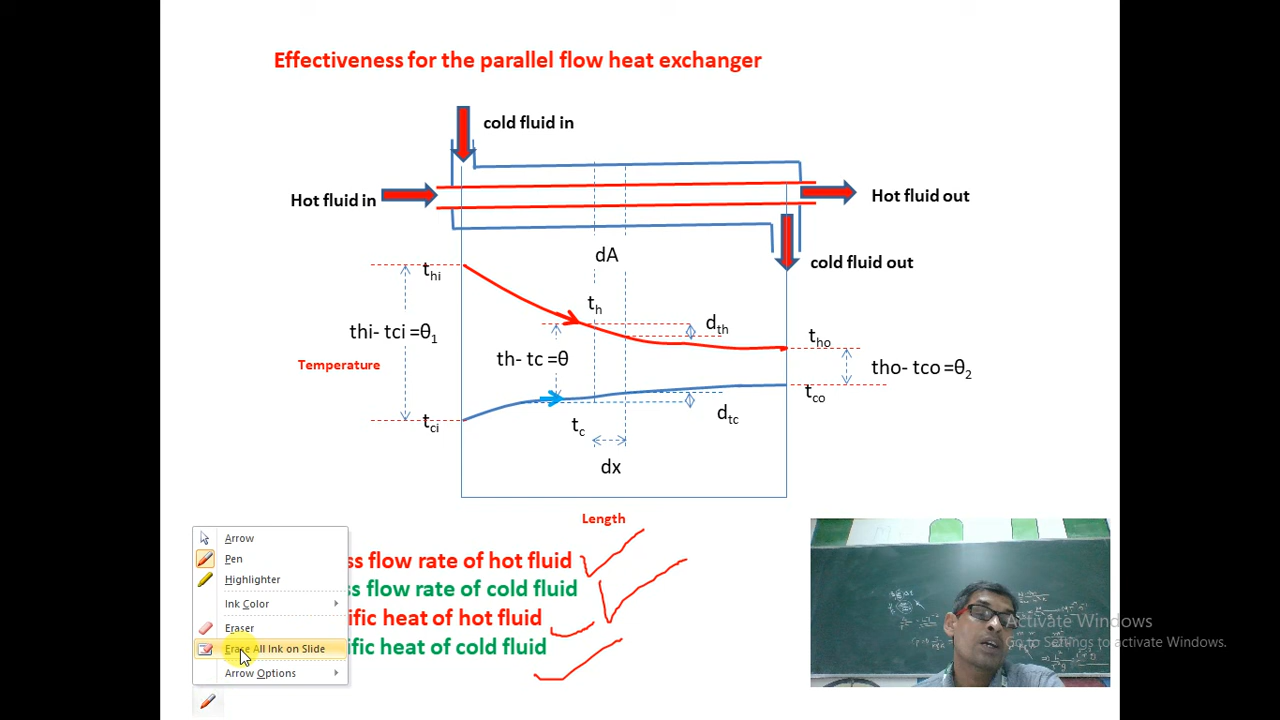 Effectiveness for the parallel flow heat exchanger
cold fluid in
Hot fluid in
Hot fluid out
dA
cold fluid out
thi
th
dth
thi- tci =θ1
tho
th- tc =θ
Temperature
tho- tco =θ2
tco
tci
tc
dtc
dx
Length
ss flow rate of hot fluid
ss flow rate of cold fluid
ific heat of hot fluid
ific heat of cold fluid
Arrow
Pen
Highlighter
Ink Color
Eraser
Erase All Ink on Slide
Arrow Options
Activate Windows
Go to Settings to activate Windows.